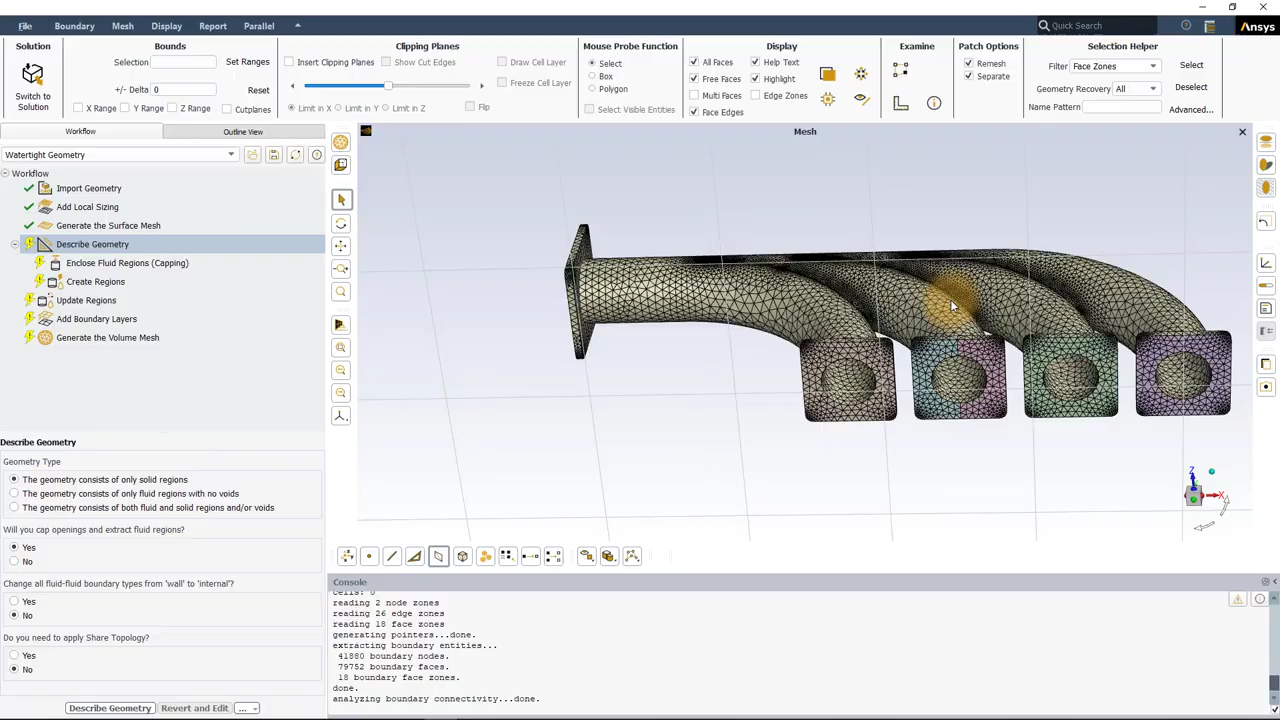 File Boundary Mesh Display Report Parallel Quick Search Ansys
Solution Bounds Clipping Planes Mouse Probe Function Display Examine Patch Options Selection Helper
Switch to Solution
Selection Set Ranges
+/- Delta 0 Reset
X Range Y Range Z Range Cutplanes
Insert Clipping Planes Show Cut Edges Draw Cell Layer
Freeze Cell Layer
Limit in X Limit in Y Limit in Z Flip
Select
Box
Polygon
Select Visible Entities
All Faces Help Text
Free Faces Highlight
Multi Faces Edge Zones
Face Edges
Remesh
Separate
Filter Face Zones Select
Geometry Recovery All Deselect
Name Pattern Advanced...
Workflow Outline View
Watertight Geometry
Workflow
Import Geometry
Add Local Sizing
Generate the Surface Mesh
Describe Geometry
Enclose Fluid Regions (Capping)
Create Regions
Update Regions
Add Boundary Layers
Generate the Volume Mesh
Describe Geometry
Geometry Type
The geometry consists of only solid regions
The geometry consists of only fluid regions with no voids
The geometry consists of both fluid and solid regions and/or voids
Will you cap openings and extract fluid regions?
Yes
No
Change all fluid-fluid boundary types from 'wall' to 'internal'?
Yes
No
Do you need to apply Share Topology?
Yes
No
Describe Geometry Revert and Edit ...
Mesh
Z
X
Console
cells: 0
reading 2 node zones
reading 26 edge zones
reading 18 face zones
generating pointers...done.
extracting boundary entities...
41880 boundary nodes.
79752 boundary faces.
18 boundary face zones.
done.
analyzing boundary connectivity...done.